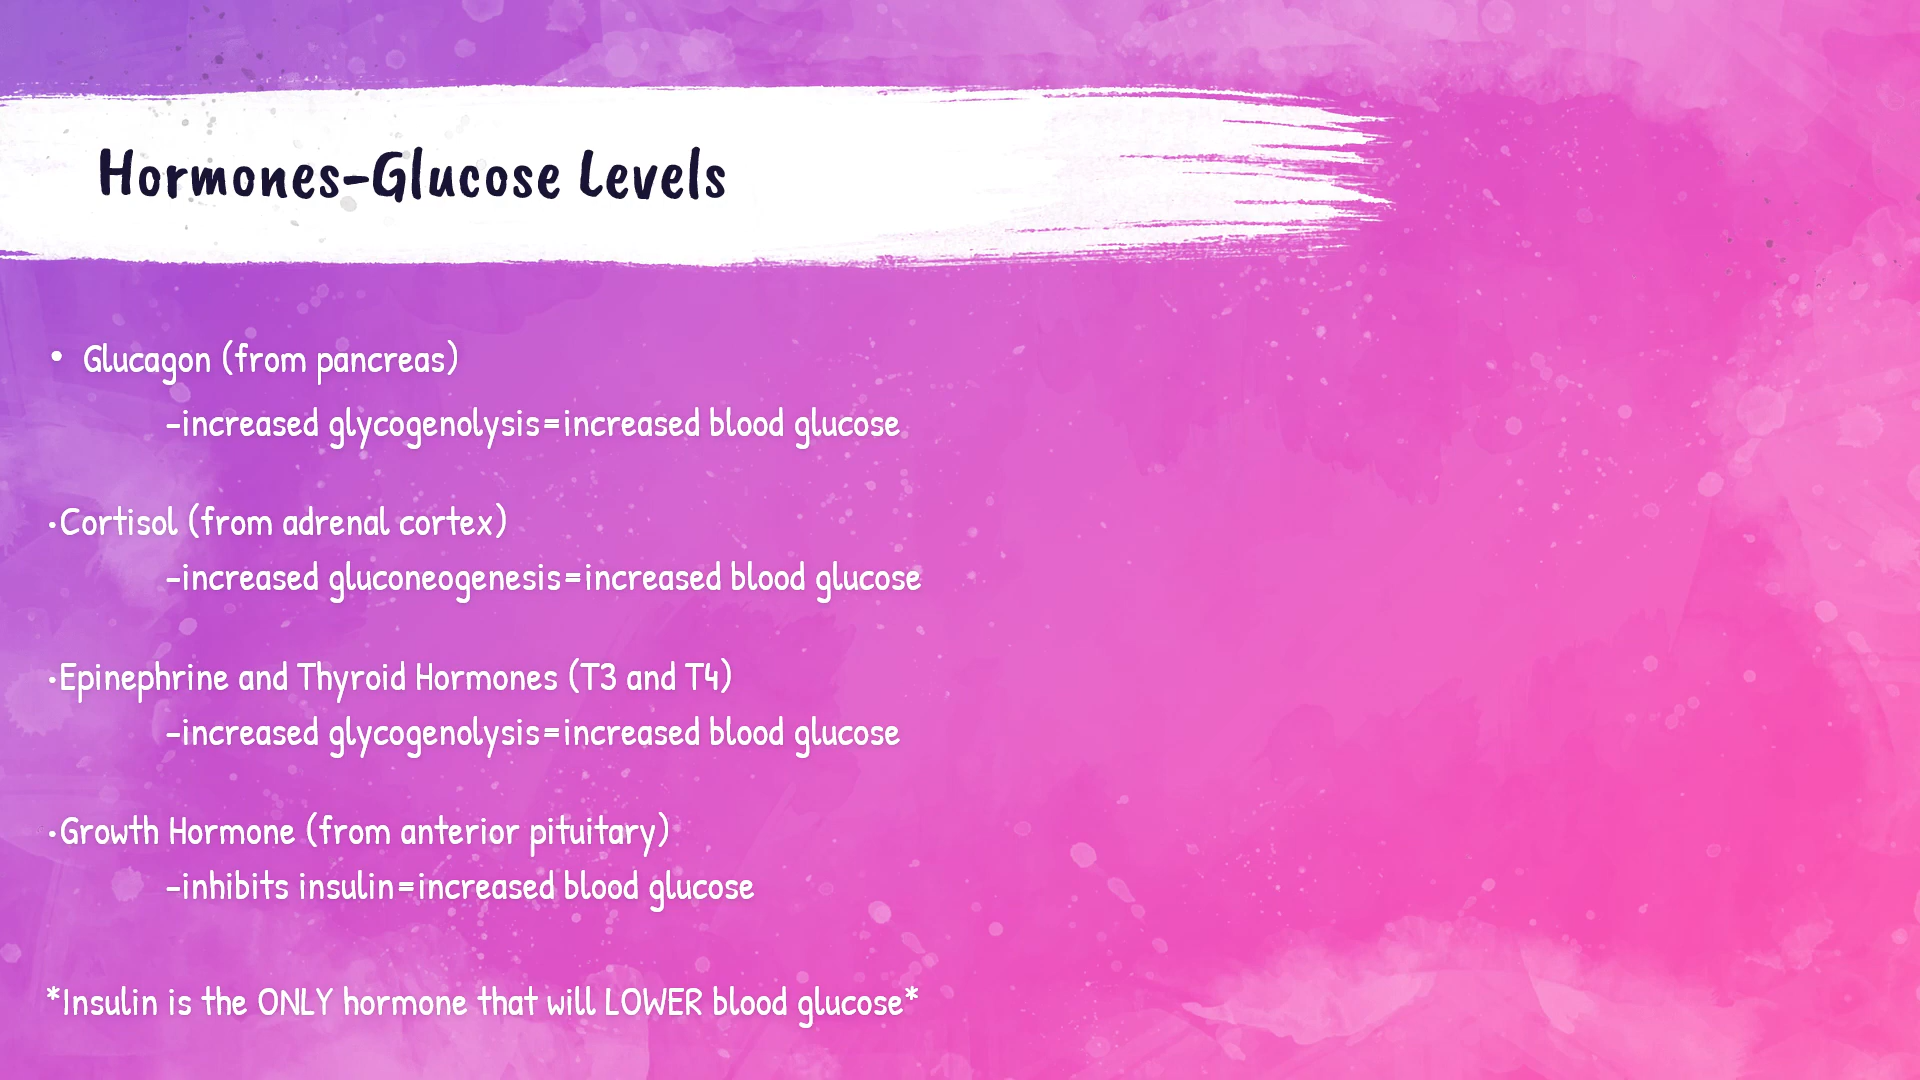 Hormones-Glucose Levels
• Glucagon (from pancreas)
-increased glycogenolysis=increased blood glucose
•Cortisol (from adrenal cortex)
-increased gluconeogenesis=increased blood glucose
•Epinephrine and Thyroid Hormones (T3 and T4)
-increased glycogenolysis=increased blood glucose
•Growth Hormone (from anterior pituitary)
-inhibits insulin=increased blood glucose
*Insulin is the ONLY hormone that will LOWER blood glucose*